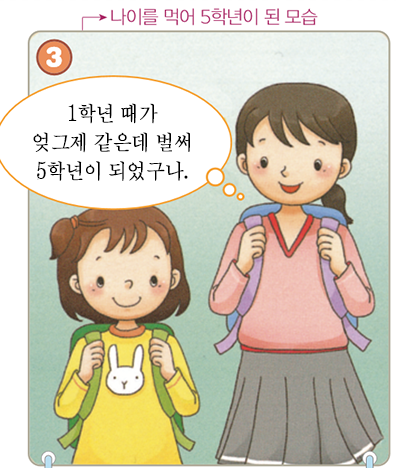 나이를 먹어 5학년이 된 모습
3
1학년 때가
엊그제 같은데 벌써
5학년이 되었구나.